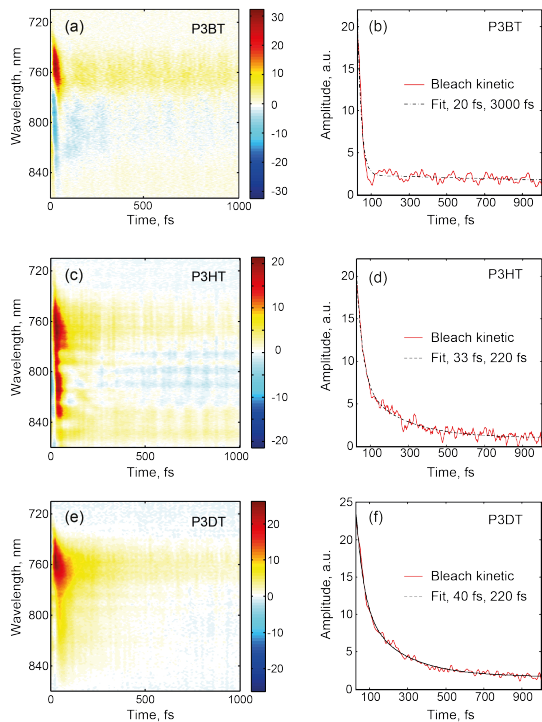 (a) P3BT
Wavelength, nm
720
760
800
840
0 500 1000
Time, fs
30
20
10
0
-10
-20
-30
(b) P3BT
Amplitude, a.u.
20
15
10
5
0
100 300 500 700 900
Time, fs
Bleach kinetic
Fit, 20 fs, 3000 fs
(c) P3HT
Wavelength, nm
720
760
800
840
0 500 1000
Time, fs
20
10
0
-10
-20
(d) P3HT
Amplitude, a.u.
20
15
10
5
0
100 300 500 700 900
Time, fs
Bleach kinetic
Fit, 33 fs, 220 fs
(e) P3DT
Wavelength, nm
720
760
800
840
0 500 1000
Time, fs
20
10
0
-10
-20
(f) P3DT
Amplitude, a.u.
25
20
15
10
5
0
100 300 500 700 900
Time, fs
Bleach kinetic
Fit, 40 fs, 220 fs